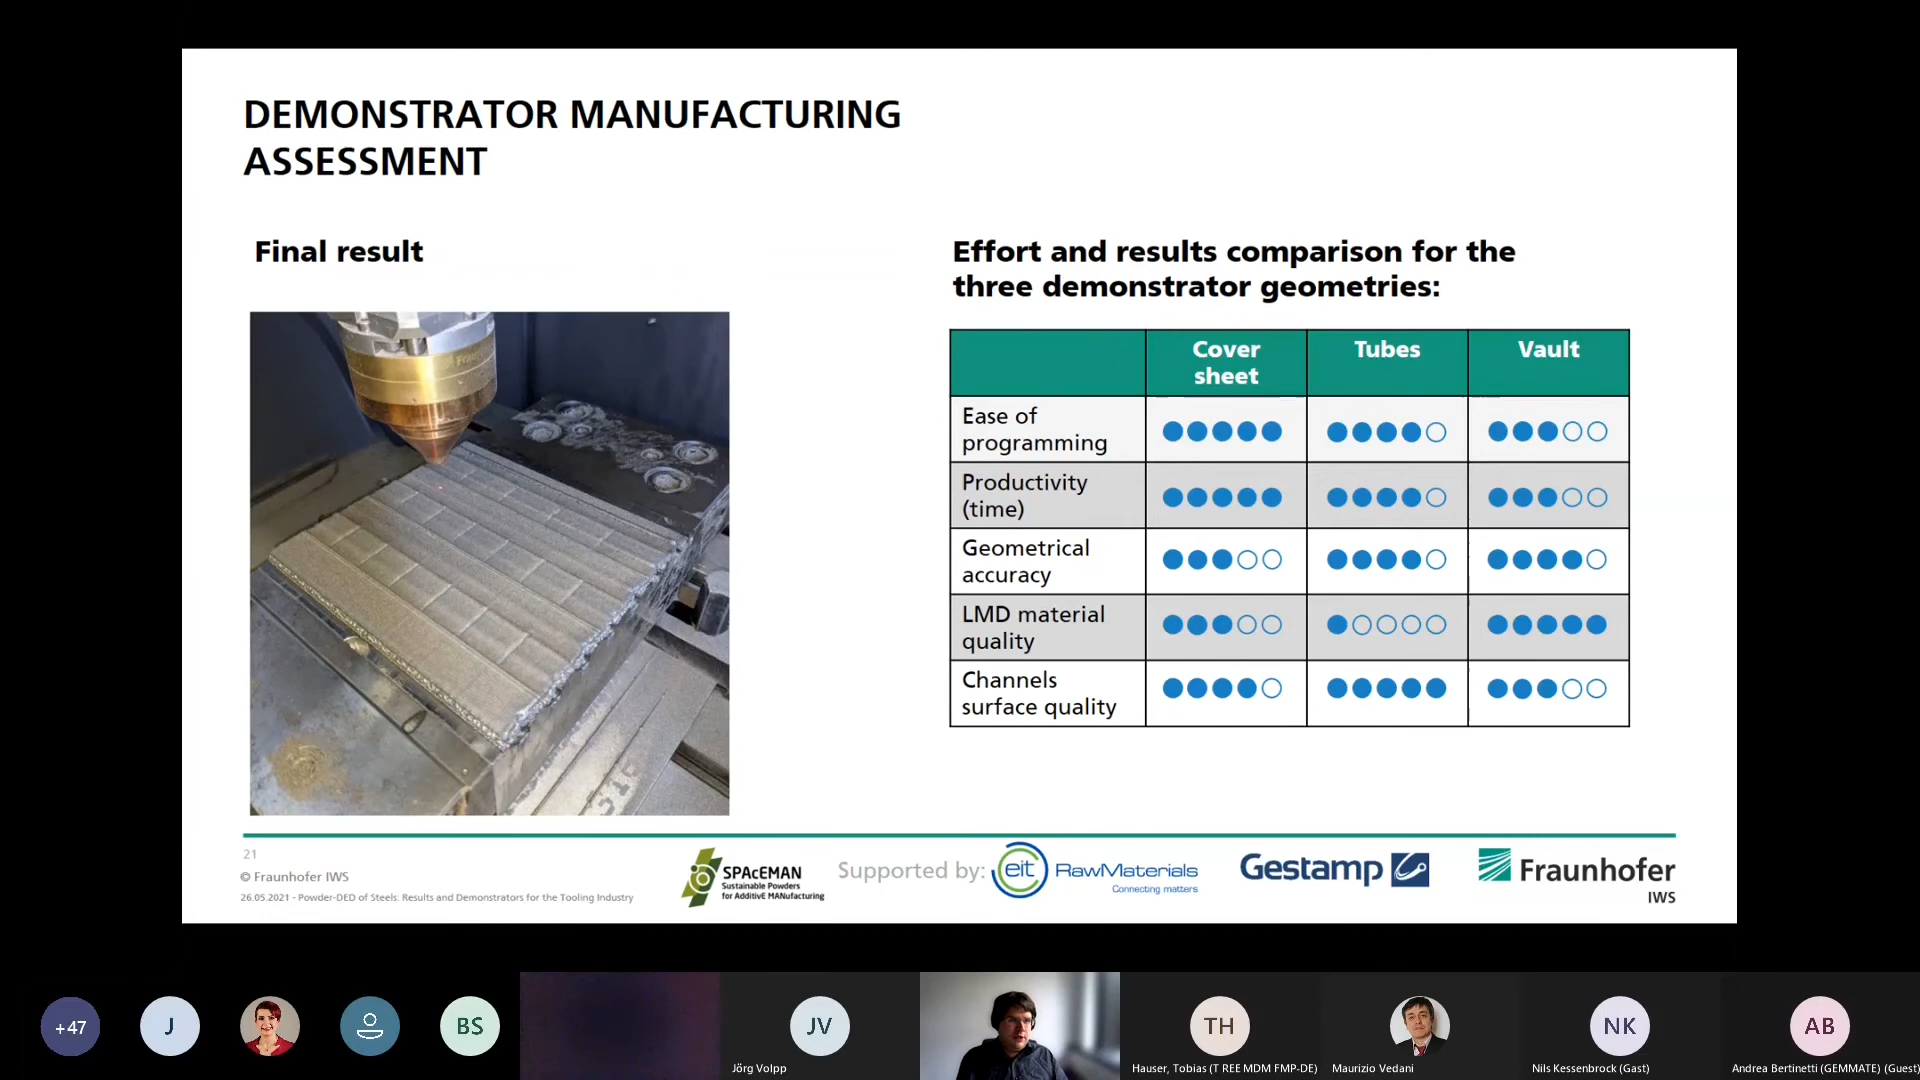 DEMONSTRATOR MANUFACTURING
ASSESSMENT
Final result
Effort and results comparison for the
three demonstrator geometries:
Cover
sheet
Tubes
Vault
Ease of
programming
Productivity
(time)
Geometrical
accuracy
LMD material
quality
Channels
surface quality
21
© Fraunhofer IWS
26.05.2021 - Powder-DED of Steels: Results and Demonstrators for the Tooling Industry
SPAcEMAN
Sustainable Powders
for AdditivE MANufacturing
Supported by:
eit
RawMaterials
Connecting matters
Gestamp
Fraunhofer
IWS
+47
J
BS
JV
Jörg Volpp
TH
Hauser, Tobias (T REE MDM FMP-DE)
Maurizio Vedani
NK
Nils Kessenbrock (Gast)
AB
Andrea Bertinetti (GEMMATE) (Guest)